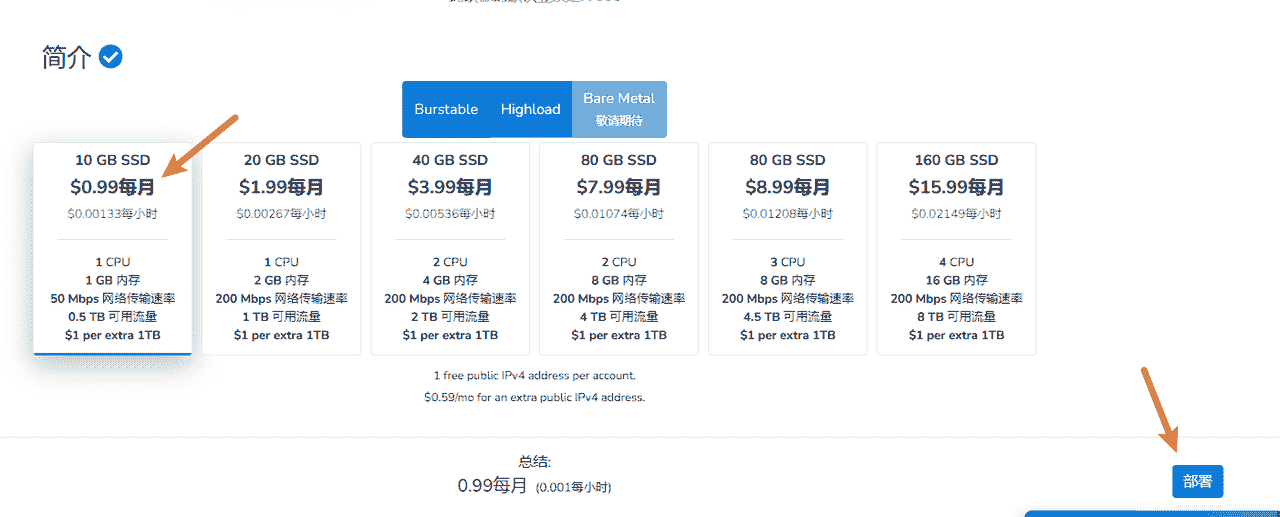 简介
Burstable
Highload
Bare Metal
敬请期待
10 GB SSD
$0.99每月
$0.00133每小时
1 CPU
1 GB 内存
50 Mbps 网络传输速率
0.5 TB 可用流量
$1 per extra 1TB
20 GB SSD
$1.99每月
$0.00267每小时
1 CPU
2 GB 内存
200 Mbps 网络传输速率
1 TB 可用流量
$1 per extra 1TB
40 GB SSD
$3.99每月
$0.00536每小时
2 CPU
4 GB 内存
200 Mbps 网络传输速率
2 TB 可用流量
$1 per extra 1TB
80 GB SSD
$7.99每月
$0.01074每小时
2 CPU
8 GB 内存
200 Mbps 网络传输速率
4 TB 可用流量
$1 per extra 1TB
80 GB SSD
$8.99每月
$0.01208每小时
3 CPU
8 GB 内存
200 Mbps 网络传输速率
4.5 TB 可用流量
$1 per extra 1TB
160 GB SSD
$15.99每月
$0.02149每小时
4 CPU
16 GB 内存
200 Mbps 网络传输速率
8 TB 可用流量
$1 per extra 1TB
1 free public IPv4 address per account.
$0.59/mo for an extra public IPv4 address.
总结:
0.99每月 (0.001每小时)
部署